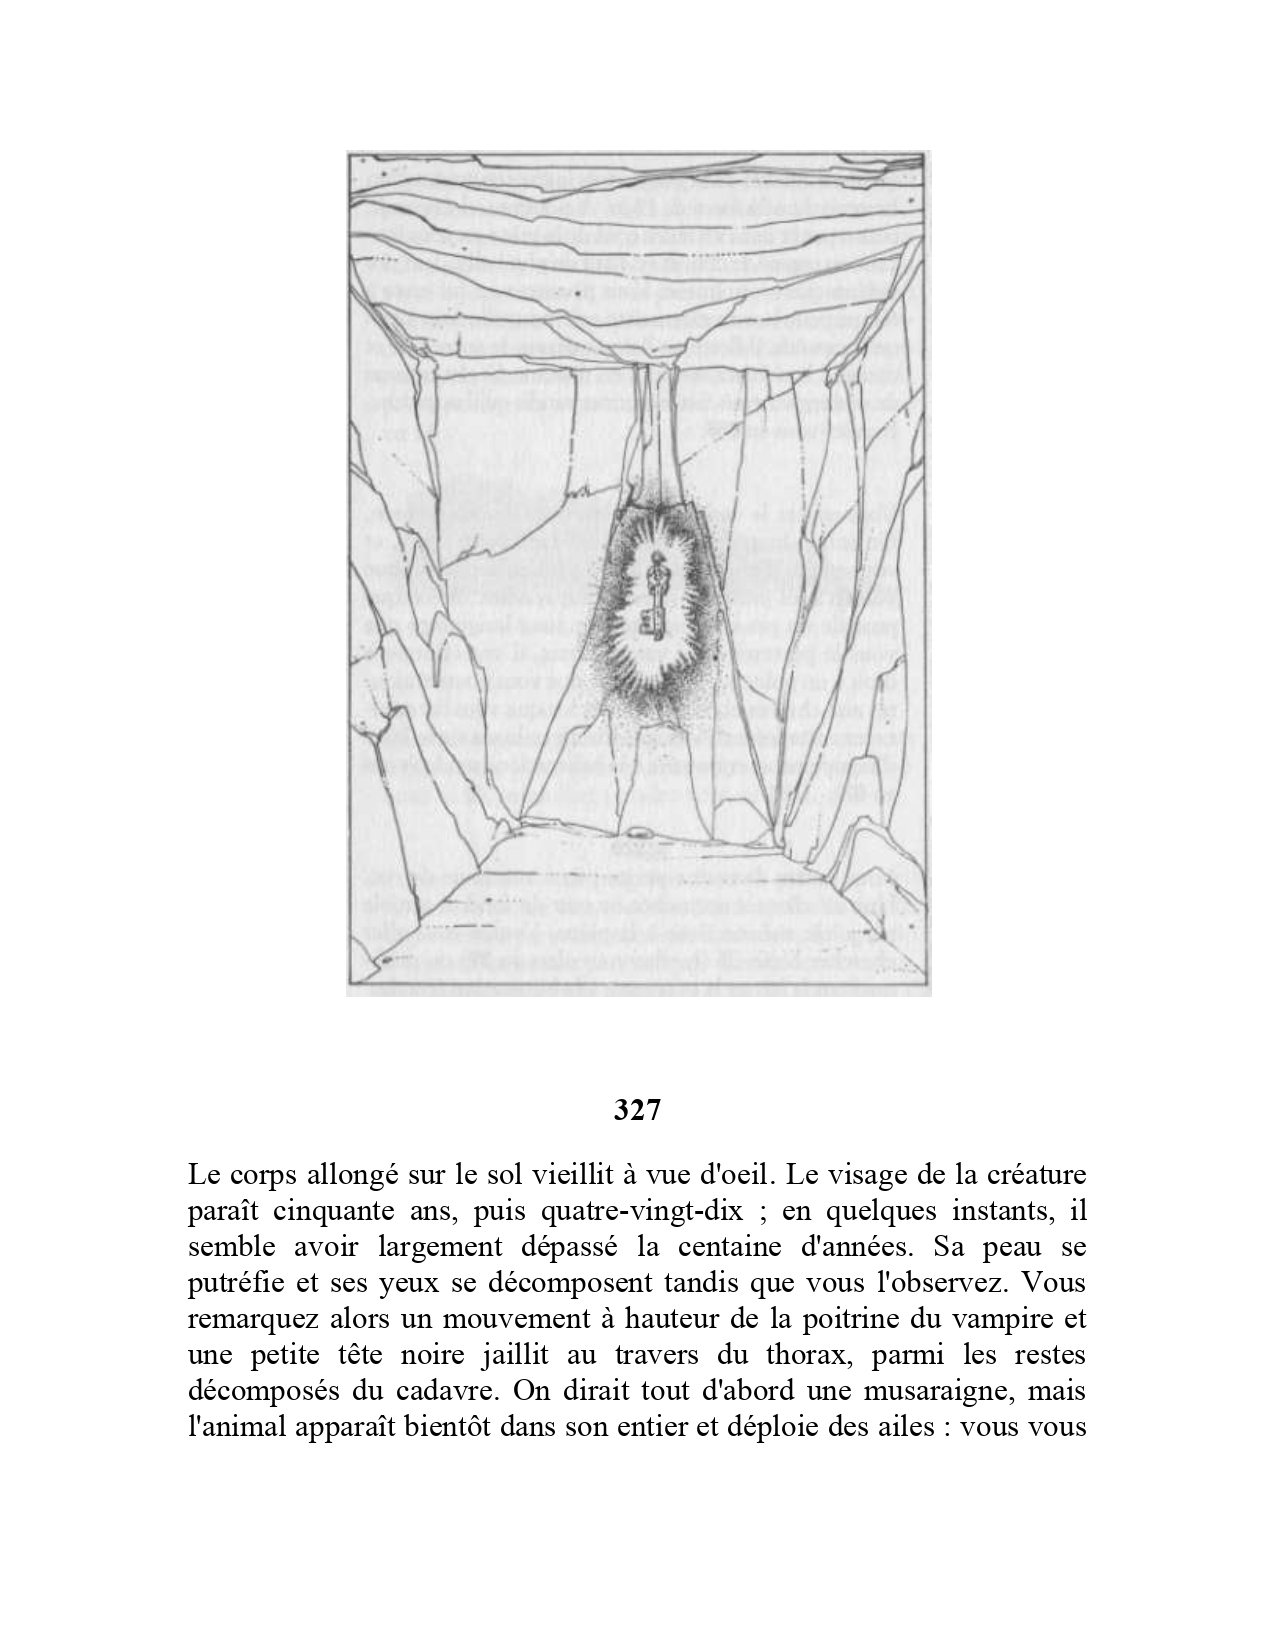 327
Le corps allongé sur le sol vieillit à vue d'oeil. Le visage de la créature
paraît cinquante ans, puis quatre-vingt-dix ; en quelques instants, il
semble avoir largement dépassé la centaine d'années. Sa peau se
putréfie et ses yeux se décomposent tandis que vous l'observez. Vous
remarquez alors un mouvement à hauteur de la poitrine du vampire et
une petite tête noire jaillit au travers du thorax, parmi les restes
décomposés du cadavre. On dirait tout d'abord une musaraigne, mais
l'animal apparaît bientôt dans son entier et déploie des ailes : vous vous